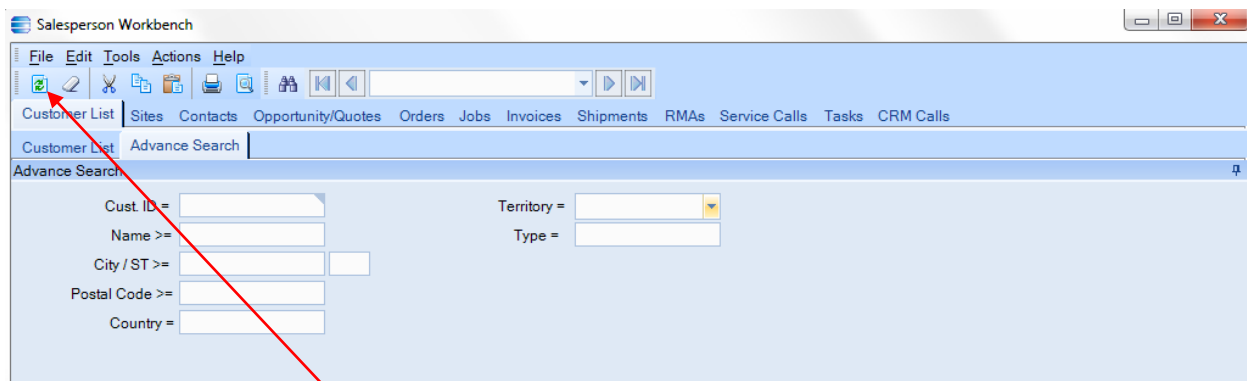 Salesperson Workbench
File Edit Tools Actions Help
Customer List Sites Contacts Opportunity/Quotes Orders Jobs Invoices Shipments RMAs Service Calls Tasks CRM Calls
Customer List Advance Search
Advance Search
Cust. ID = Territory =
Name >= Type =
City / ST >=
Postal Code >=
Country =